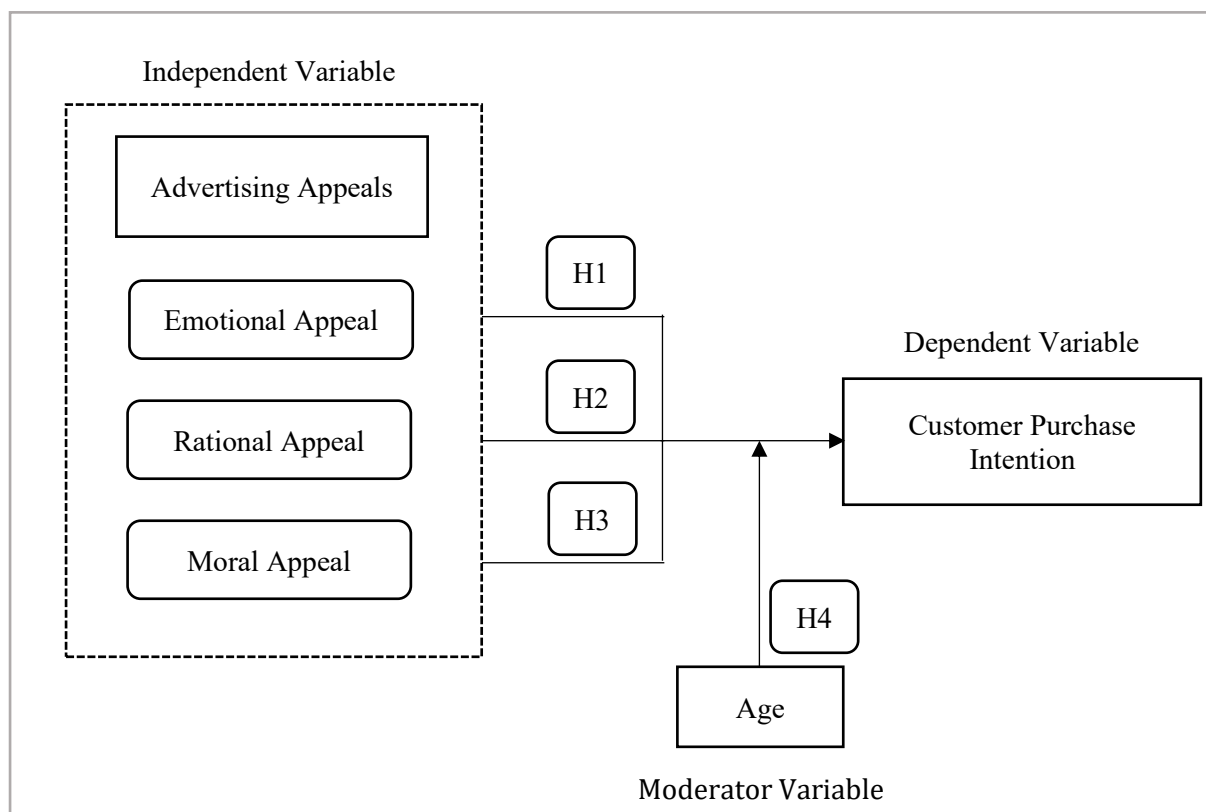 Independent Variable
Advertising Appeals
Emotional Appeal
Rational Appeal
Moral Appeal
H1
H2
H3
Dependent Variable
Customer Purchase
Intention
H4
Age
Moderator Variable